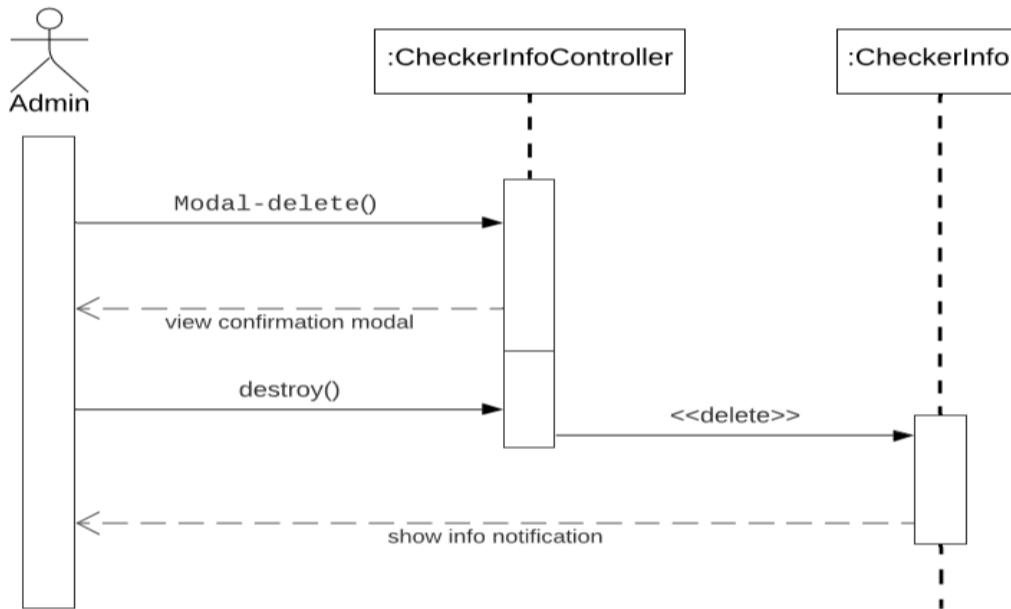 :CheckerInfoController
:CheckerInfo
Admin
Modal-delete()
view confirmation modal
destroy()
<<delete>>
show info notification